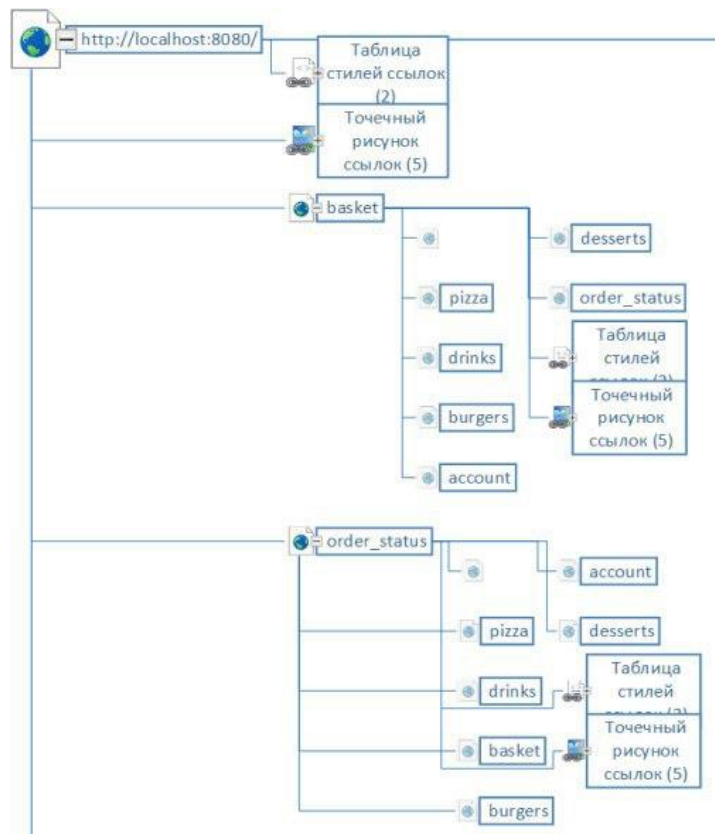 http://localhost:8080/
Таблица
стилей ссылок
(2)
Точечный
рисунок
ссылок (5)
basket
desserts
pizza
order_status
drinks
Таблица
стилей
burgers
Точечный
рисунок
ссылок (5)
account
order_status
account
pizza
desserts
drinks
Таблица
стилей
basket
Точечный
рисунок
ссылок (5)
burgers